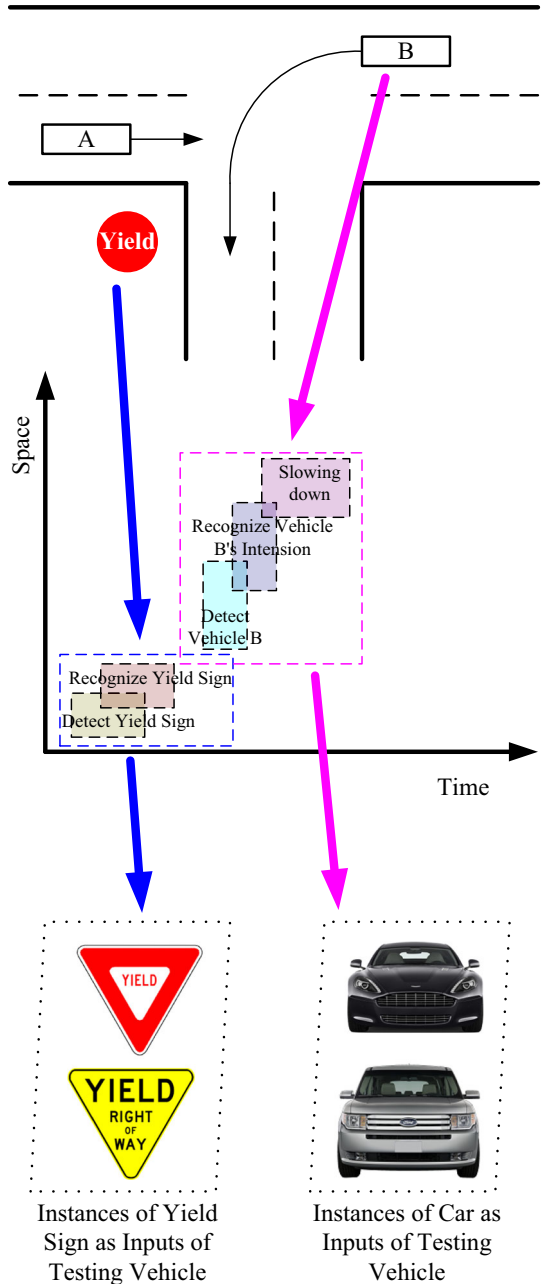 B
A
Yield
Space
Slowing
down
Recognize Vehicle
B's Intension
Detect
Vehicle B
Recognize Yield Sign
Detect Yield Sign
Time
YIELD
YIELD
RIGHT
OF
WAY
Ford
Instances of Yield
Sign as Inputs of
Testing Vehicle
Instances of Car as
Inputs of Testing
Vehicle